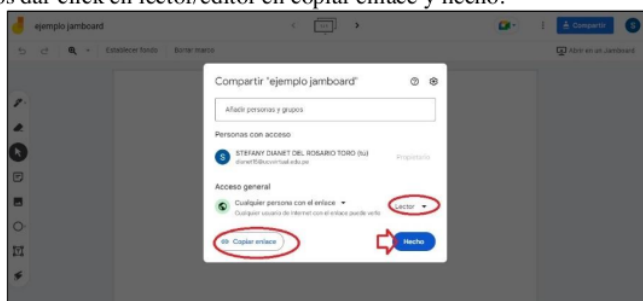 os dar click en lector/editor en copiar enlace y hecho:
ejemplo jamboard
Compartir
S
Establecer fondo Borrar marco
Abrir en un Jamboard
Compartir "ejemplo jamboard"
Añadir personas y grupos
Personas con acceso
S
STEFANY DIANET DEL ROSARIO TORO (tú)
Propietario
Acceso general
Cualquier persona con el enlace
Cualquier usuario de Internet con el enlace puede verlo
Lector
Copiar enlace
Hecho